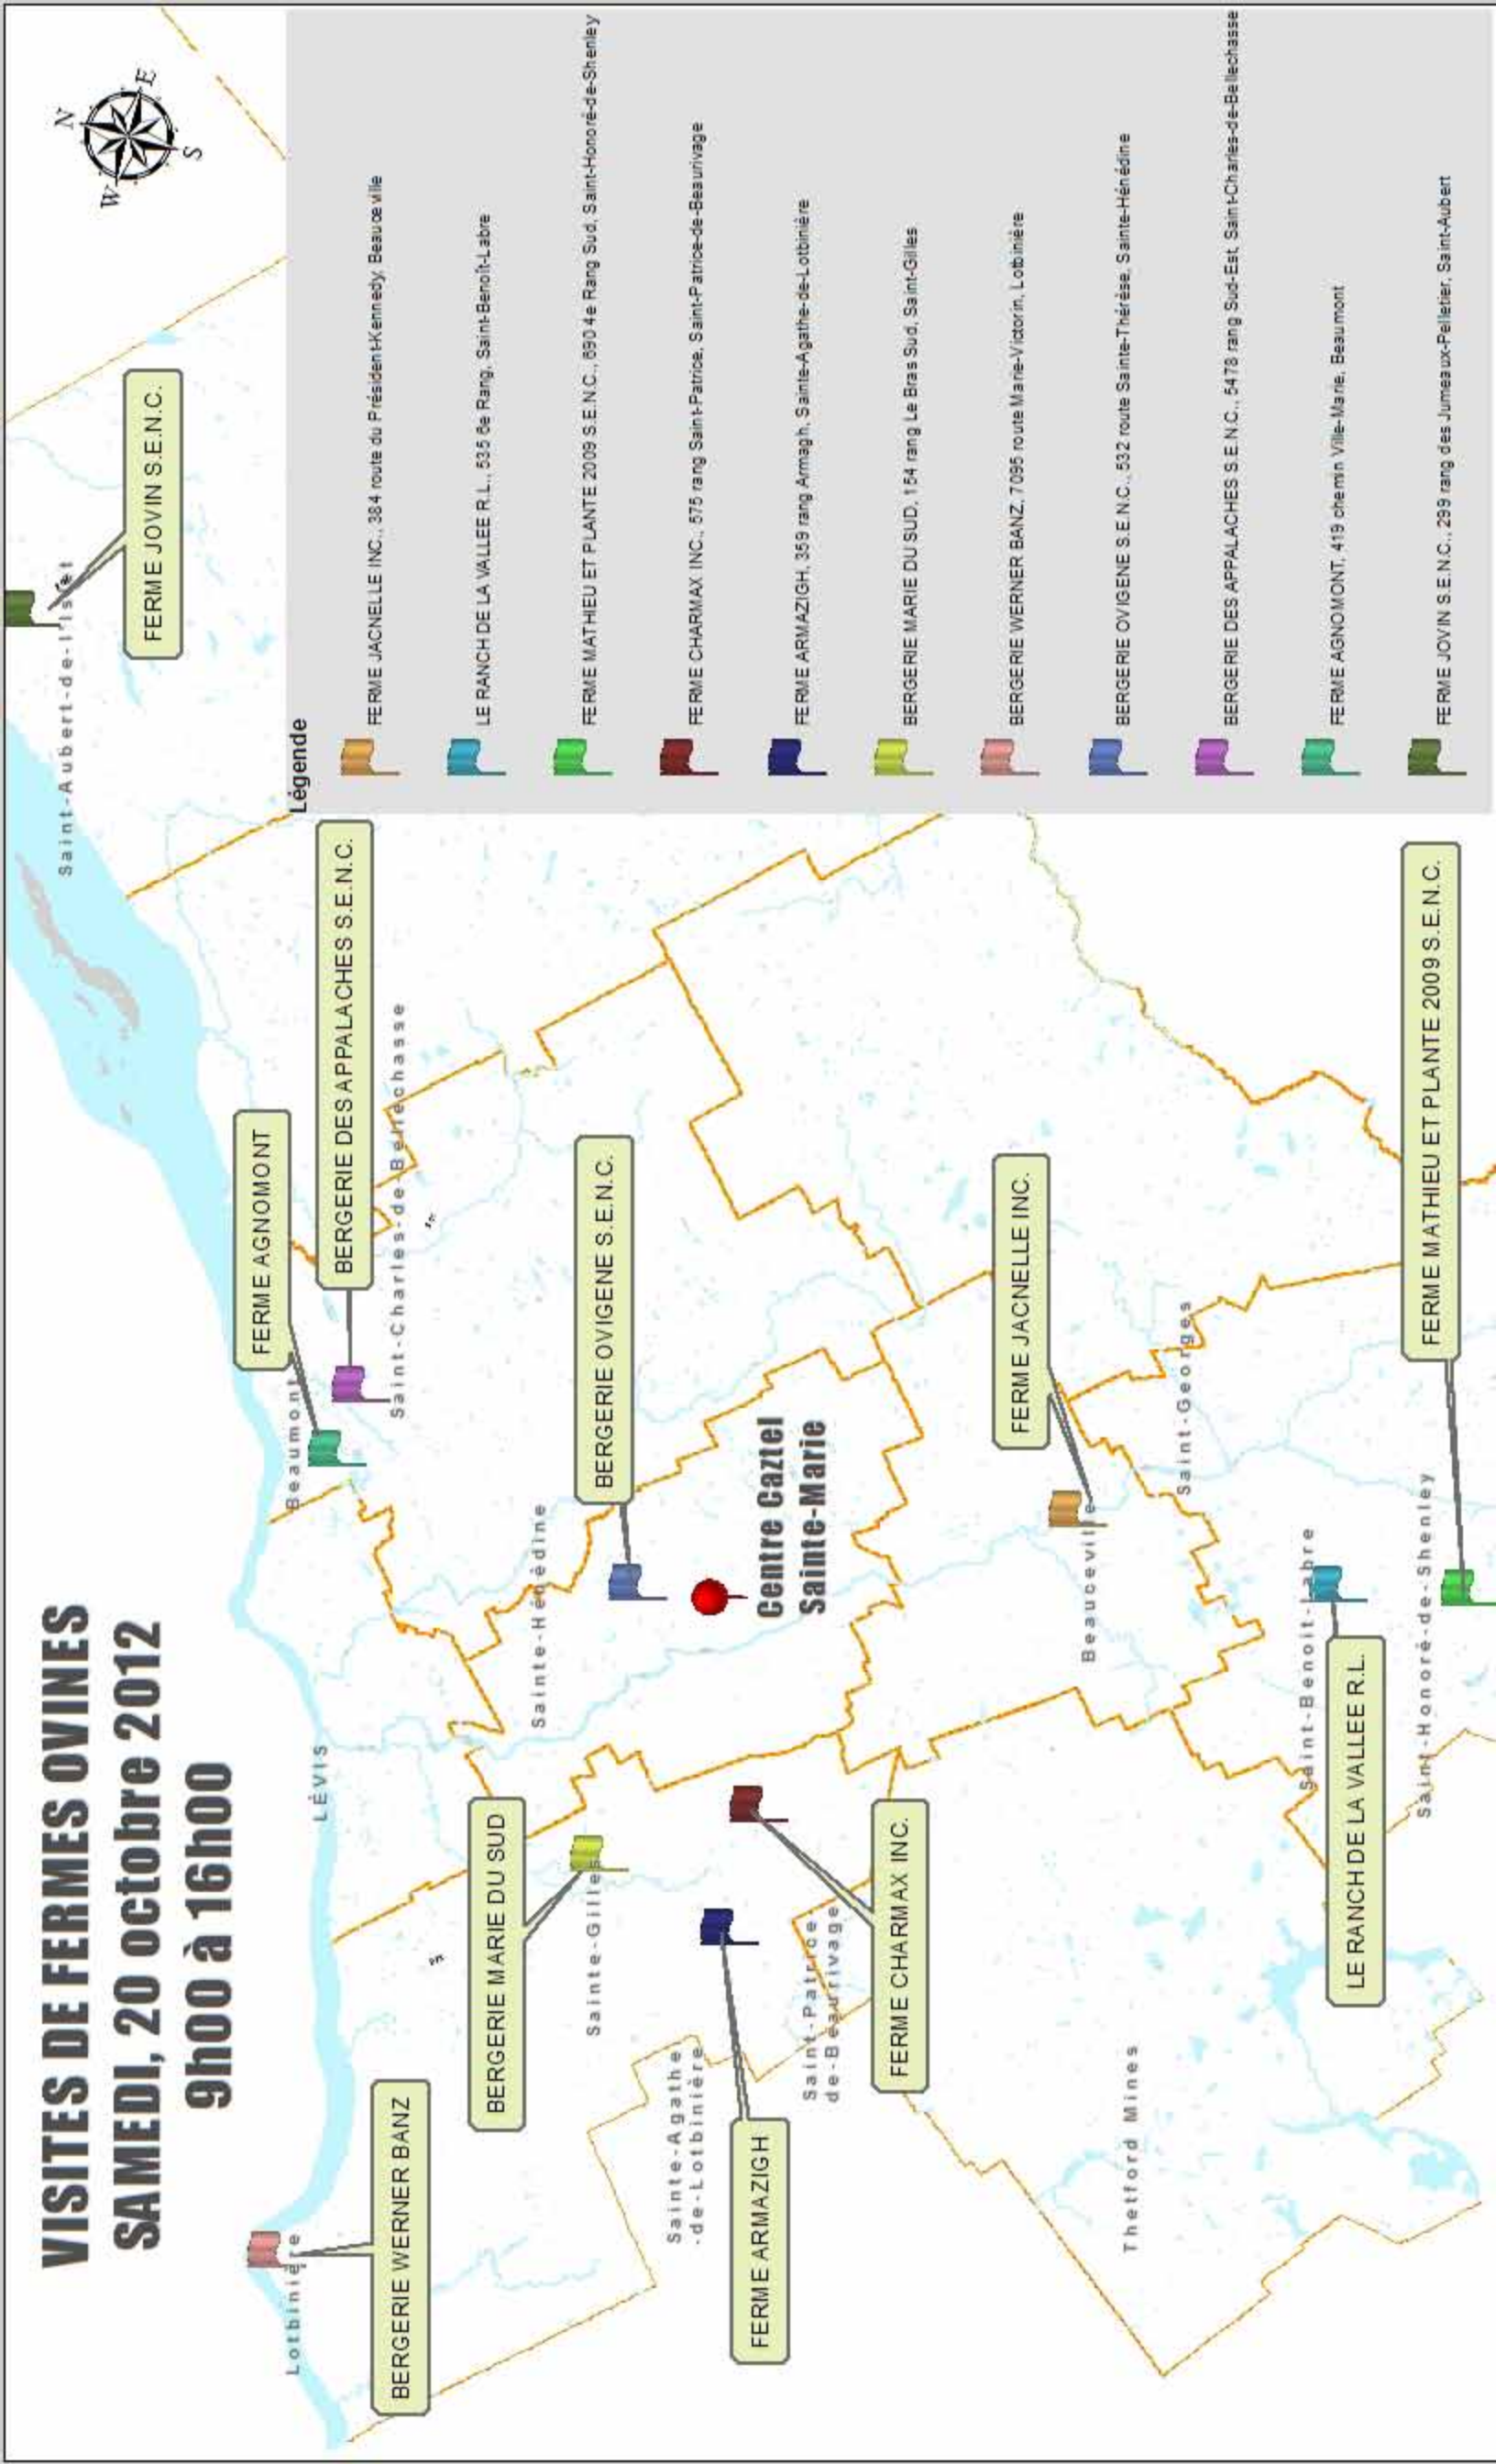 VISITES DE FERMES OVINES
SAMEDI, 20 octobre 2012
9h00 à 16h00
N
W
E
S
Saint-Aubert-de-l'Islet
FERME JOVIN S.E.N.C.
FERME AGNOMONT
BERGERIE DES APPALACHES S.E.N.C.
Beaumont
Saint-Charles-de-Bellechasse
LÉVIS
Lotbinière
BERGERIE WERNER BANZ
BERGERIE MARIE DU SUD
Sainte-Gilles
Sainte-Hénédine
BERGERIE OVIGENE S.E.N.C.
Centre Caztel
Sainte-Marie
Sainte-Agathe
-de-Lotbinière
FERME ARMAZIGH
Saint-Patrice
de-Beaurivage
FERME CHARMAX INC.
FERME JACNELLE INC.
Beauceville
Saint-Georges
Thetford Mines
Saint-Benoit-Labre
LE RANCH DE LA VALLEE R.L.
Saint-Honoré-de-Shenley
FERME MATHIEU ET PLANTE 2009 S.E.N.C.
Légende
FERME JACNELLE INC., 384 route du Président-Kennedy, Beauceville
LE RANCH DE LA VALLEE R.L., 535 6e Rang, Saint-Benoît-Labre
FERME MATHIEU ET PLANTE 2009 S.E.N.C., 690 4e Rang Sud, Saint-Honoré-de-Shenley
FERME CHARMAX INC., 575 rang Saint-Patrice, Saint-Patrice-de-Beaurivage
FERME ARMAZIGH, 359 rang Armagh, Sainte-Agathe-de-Lotbinière
BERGERIE MARIE DU SUD, 154 rang Le Bras Sud, Saint-Gilles
BERGERIE WERNER BANZ, 7095 route Marie-Victorin, Lotbinière
BERGERIE OVIGENE S.E.N.C., 532 route Sainte-Thérèse, Sainte-Hénédine
BERGERIE DES APPALACHES S.E.N.C., 5478 rang Sud-Est, Saint-Charles-de-Bellechasse
FERME AGNOMONT, 419 chemin Ville-Marie, Beaumont
FERME JOVIN S.E.N.C., 299 rang des Jumeaux-Pelletier, Saint-Aubert